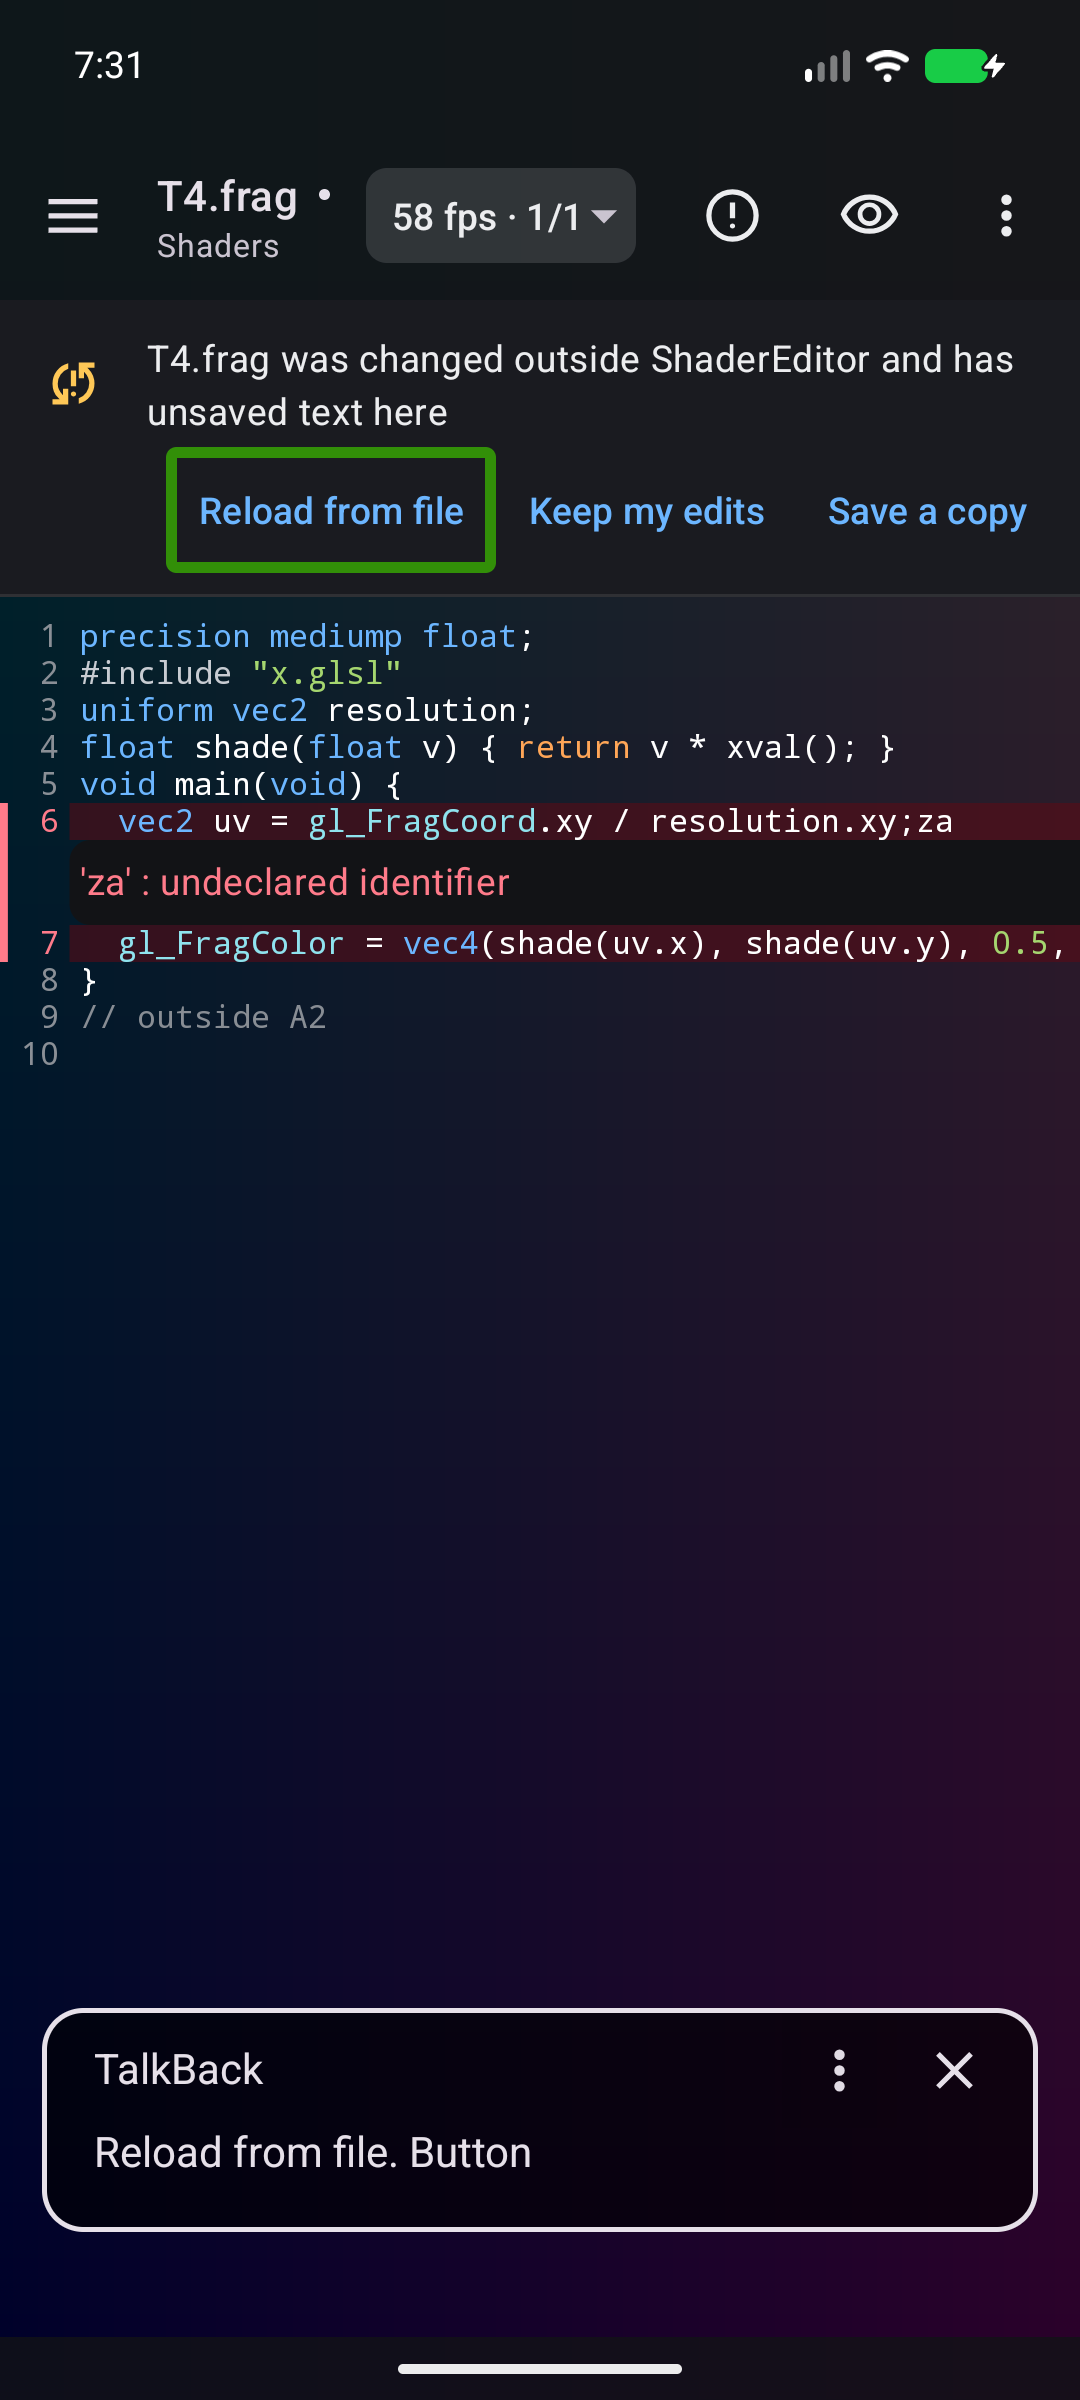 7:31
T4.frag •
Shaders
58 fps · 1/1
T4.frag was changed outside ShaderEditor and has
unsaved text here
Reload from file
Keep my edits
Save a copy
1 precision mediump float;
2 #include "x.glsl"
3 uniform vec2 resolution;
4 float shade(float v) { return v * xval(); }
5 void main(void) {
6   vec2 uv = gl_FragCoord.xy / resolution.xy;za
'za' : undeclared identifier
7   gl_FragColor = vec4(shade(uv.x), shade(uv.y), 0.5,
8 }
9 // outside A2
10
TalkBack
Reload from file. Button